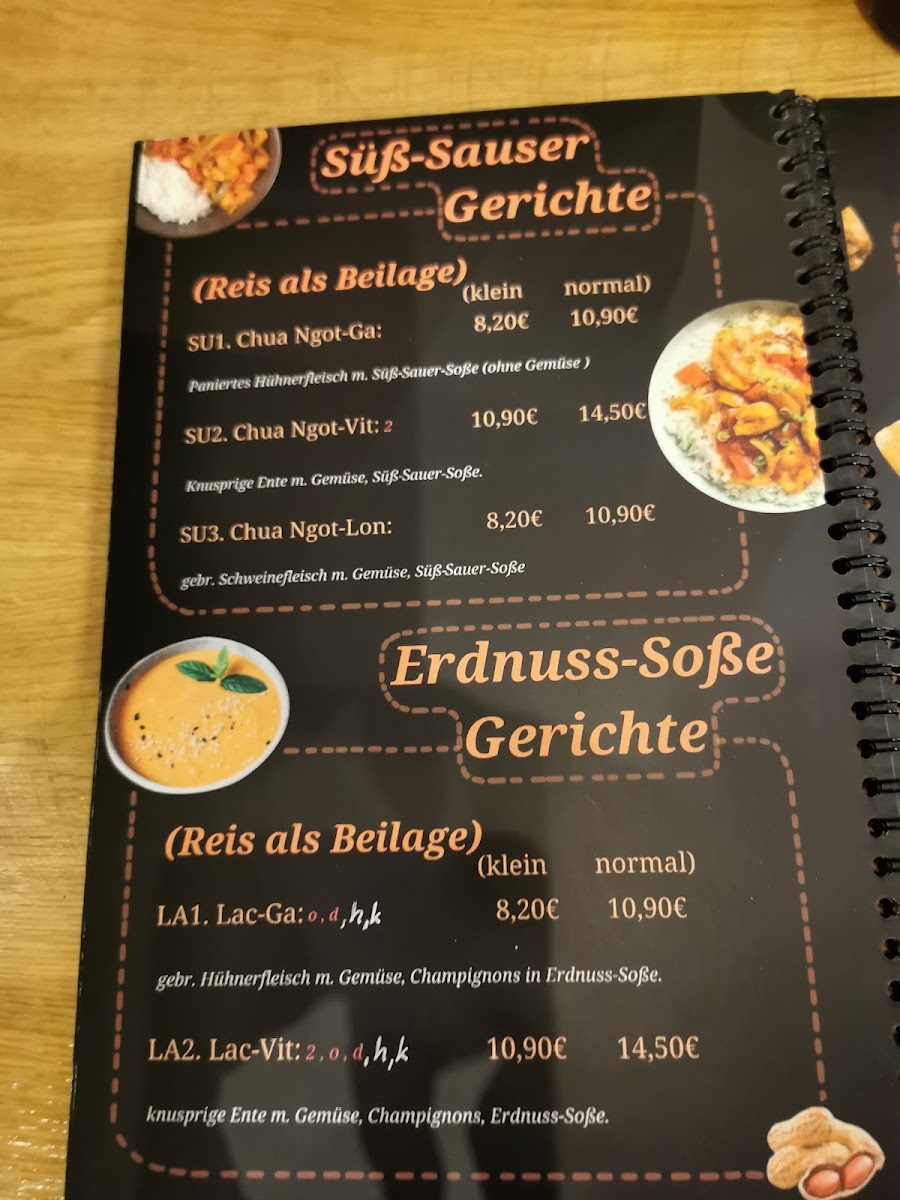 Süß-Sauser
Gerichte
(Reis als Beilage)
(klein normal)
SU1. Chua Ngot-Ga: 8,20€ 10,90€
Paniertes Hühnerfleisch m. Süß-Sauer-Soße (ohne Gemüse )
SU2. Chua Ngot-Vit: 2 10,90€ 14,50€
Knusprige Ente m. Gemüse, Süß-Sauer-Soße.
SU3. Chua Ngot-Lon: 8,20€ 10,90€
gebr. Schweinefleisch m. Gemüse, Süß-Sauer-Soße
Erdnuss-Soße
Gerichte
(Reis als Beilage)
(klein normal)
LA1. Lac-Ga: o,d,h,k 8,20€ 10,90€
gebr. Hühnerfleisch m. Gemüse, Champignons in Erdnuss-Soße.
LA2. Lac-Vit: 2,o,d,h,k 10,90€ 14,50€
knusprige Ente m. Gemüse, Champignons, Erdnuss-Soße.